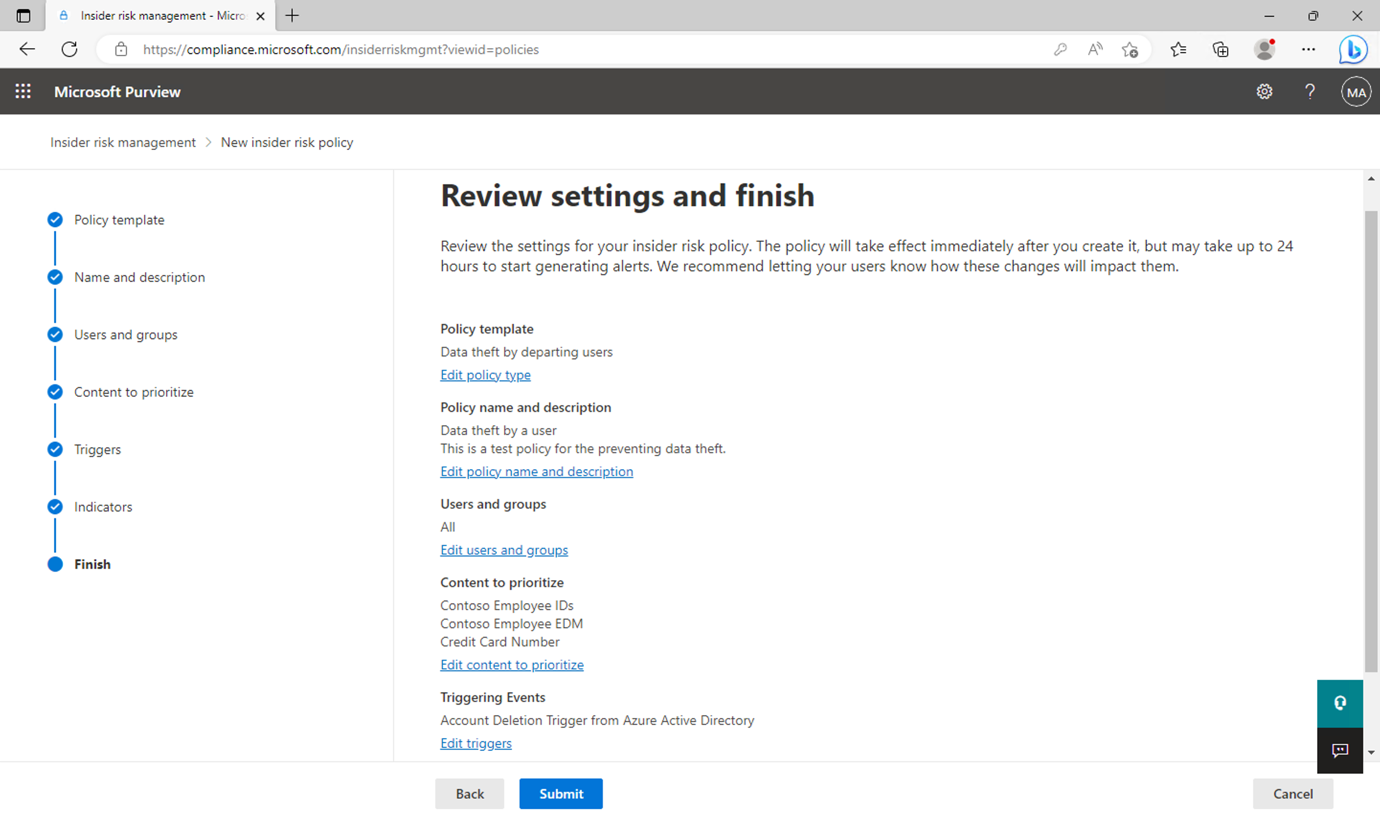 Insider risk management - Micro
https://compliance.microsoft.com/insiderriskmgmt?viewid=policies
Microsoft Purview
MA
Insider risk management > New insider risk policy
Policy template
Name and description
Users and groups
Content to prioritize
Triggers
Indicators
Finish
Review settings and finish
Review the settings for your insider risk policy. The policy will take effect immediately after you create it, but may take up to 24
hours to start generating alerts. We recommend letting your users know how these changes will impact them.
Policy template
Data theft by departing users
Edit policy type
Policy name and description
Data theft by a user
This is a test policy for the preventing data theft.
Edit policy name and description
Users and groups
All
Edit users and groups
Content to prioritize
Contoso Employee IDs
Contoso Employee EDM
Credit Card Number
Edit content to prioritize
Triggering Events
Account Deletion Trigger from Azure Active Directory
Edit triggers
Back
Submit
Cancel